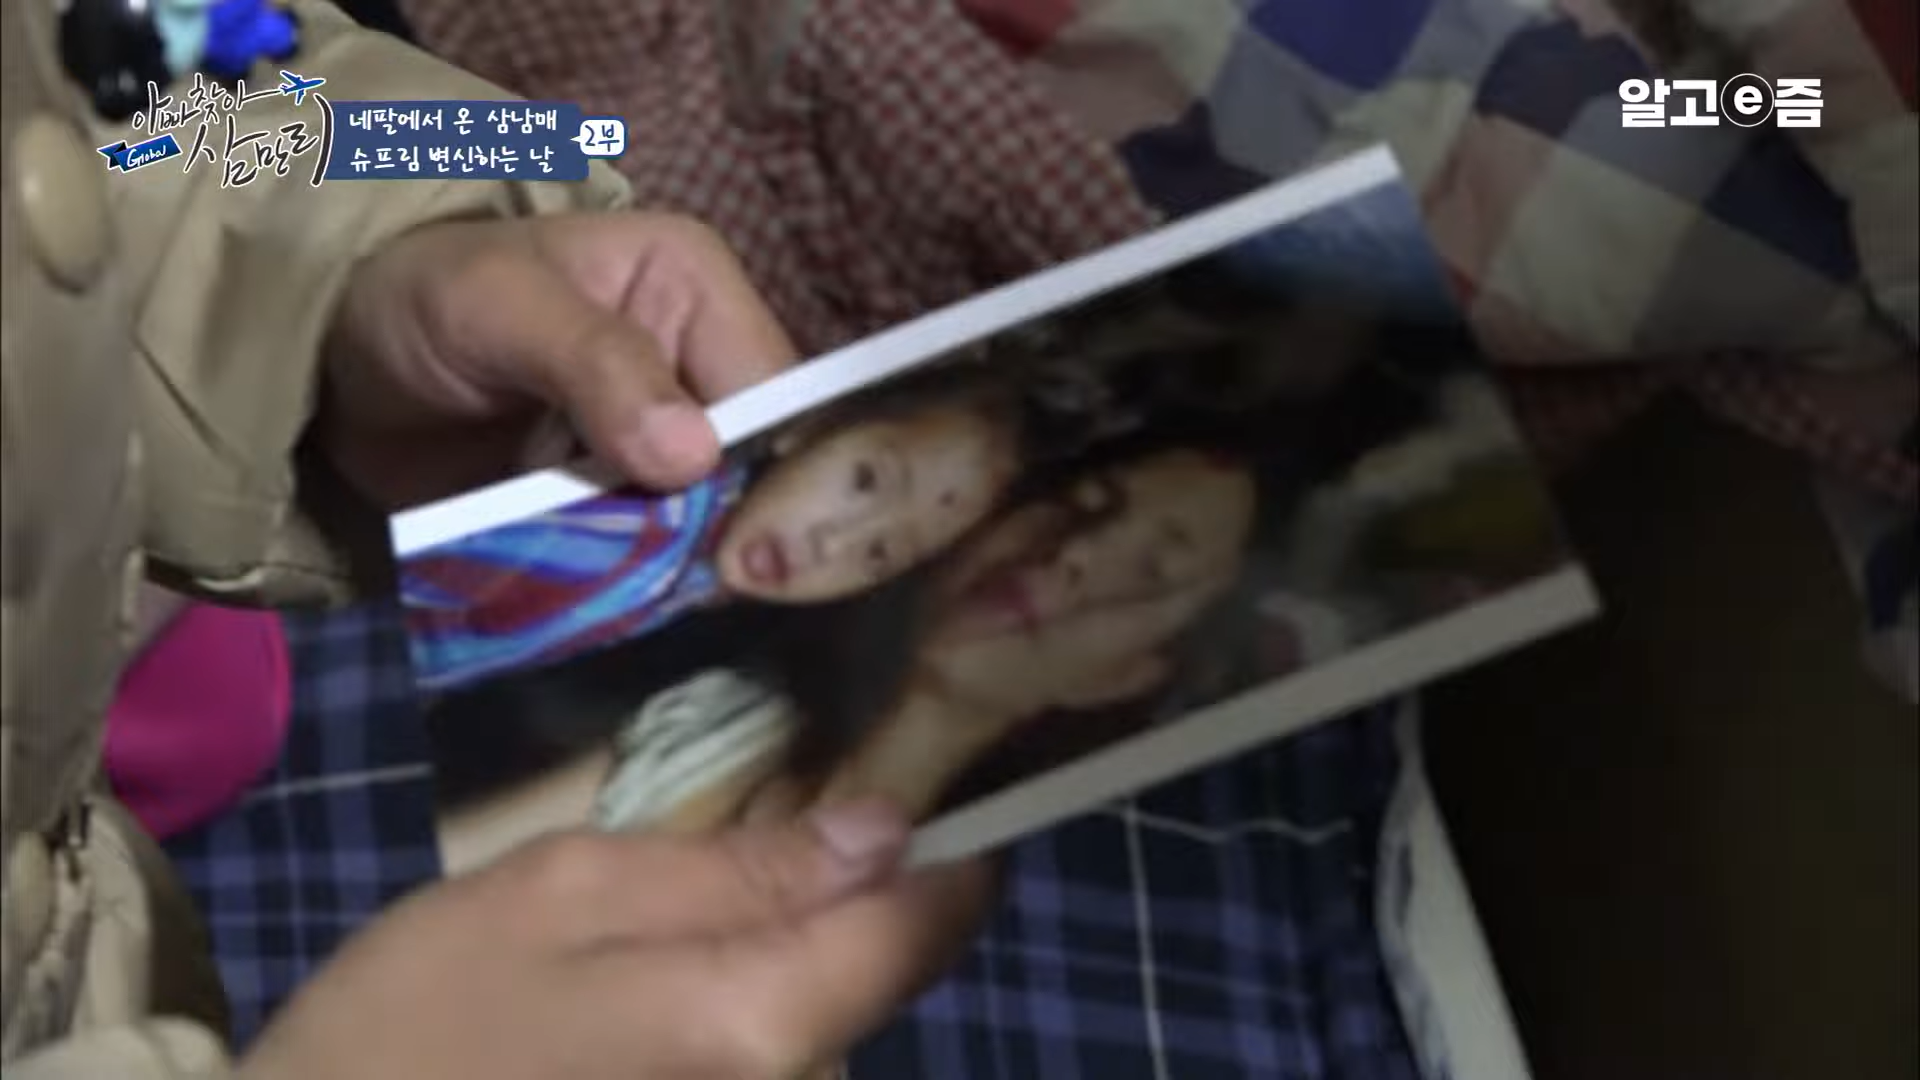 아빠찾아
삼만리
Global
네팔에서 온 삼남매
슈프림 변신하는 날
2부
알고e즘